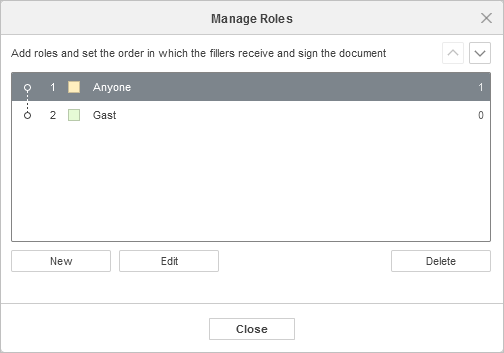 Manage Roles
Add roles and set the order in which the fillers receive and sign the document
1 Anyone 1
2 Gast 0
New Edit Delete
Close